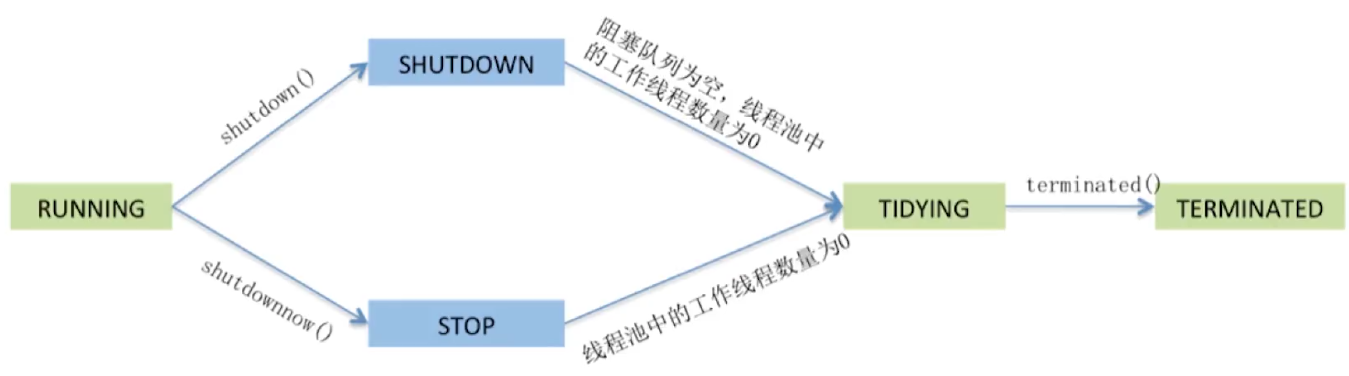 SHUTDOWN
阻塞队列为空，线程池中
的工作线程数量为0
shutdown()
RUNNING
TIDYING
terminated()
TERMINATED
shutdownnow()
STOP
线程池中的工作线程数量为0